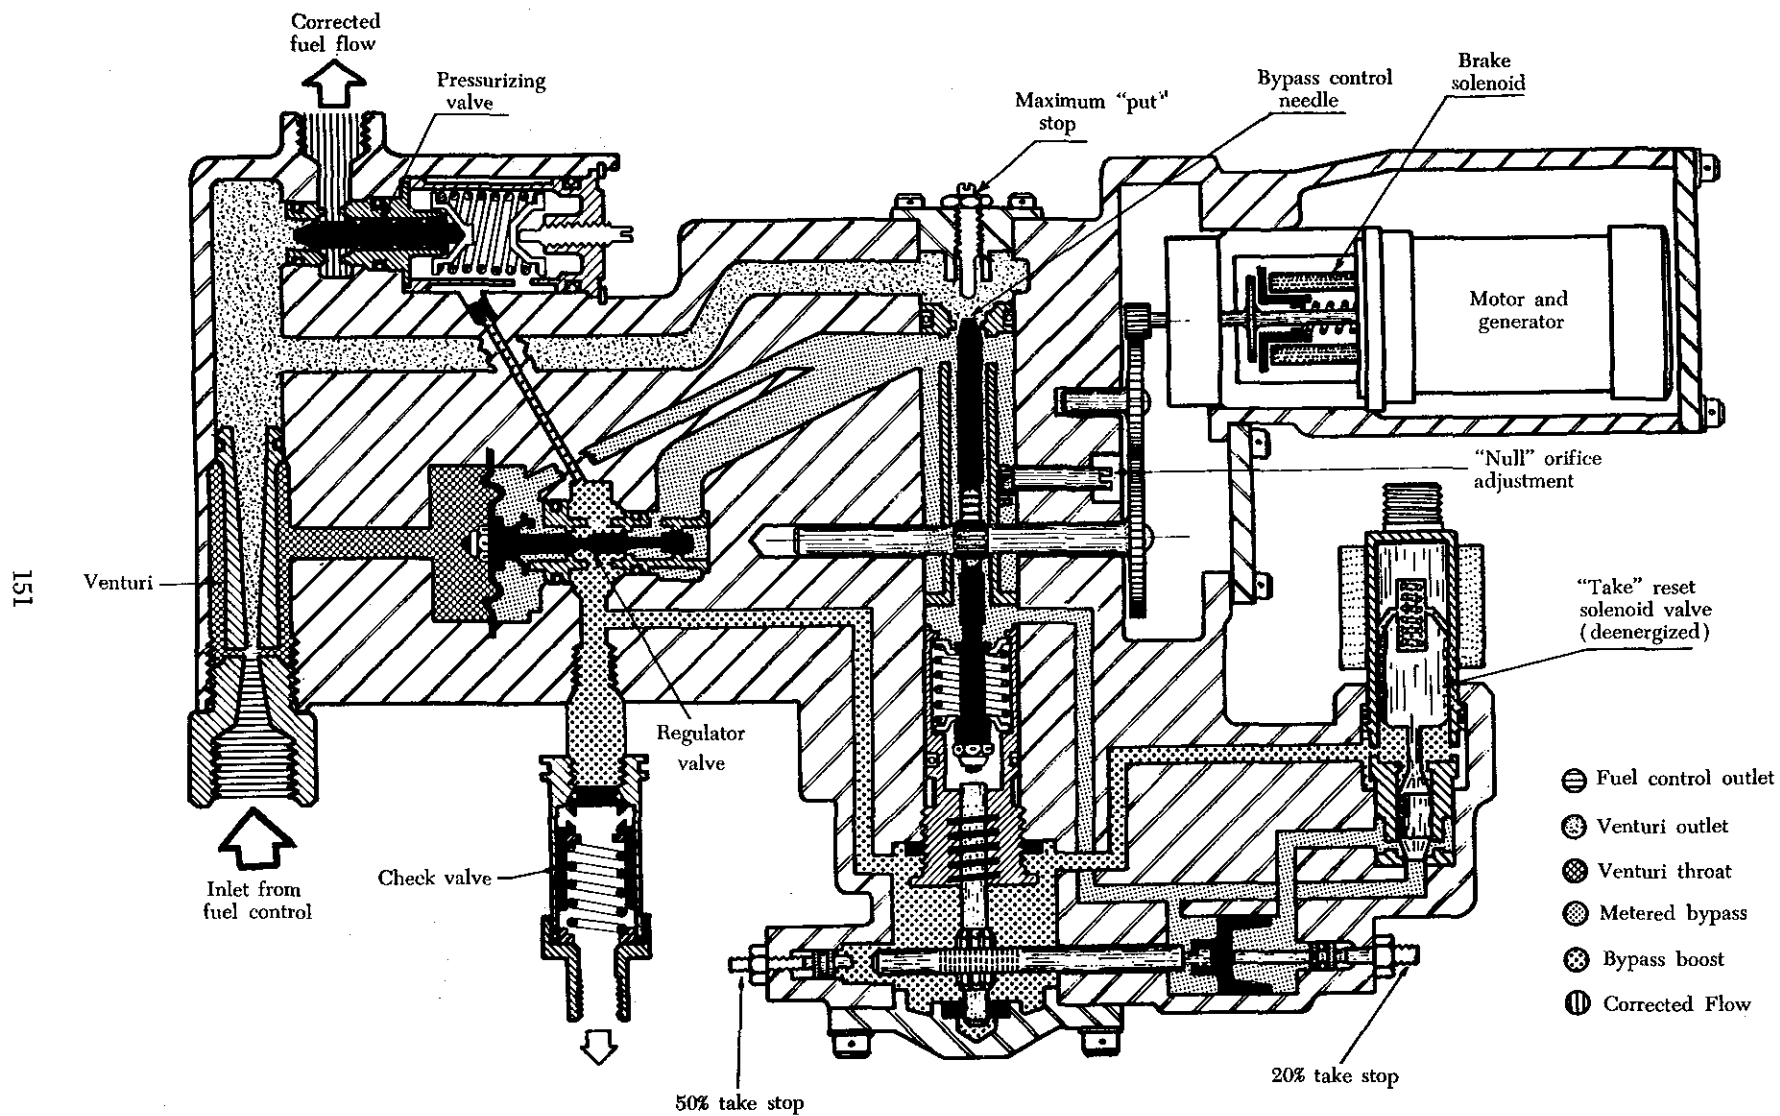 Corrected
fuel flow
Pressurizing
valve
Maximum "put"
stop
Bypass control
needle
Brake
solenoid
Motor and
generator
"Null" orifice
adjustment
"Take" reset
solenoid valve
(deenergized)
Venturi
151
Regulator
valve
Check valve
Inlet from
fuel control
Fuel control outlet
Venturi outlet
Venturi throat
Metered bypass
Bypass boost
Corrected Flow
20% take stop
50% take stop